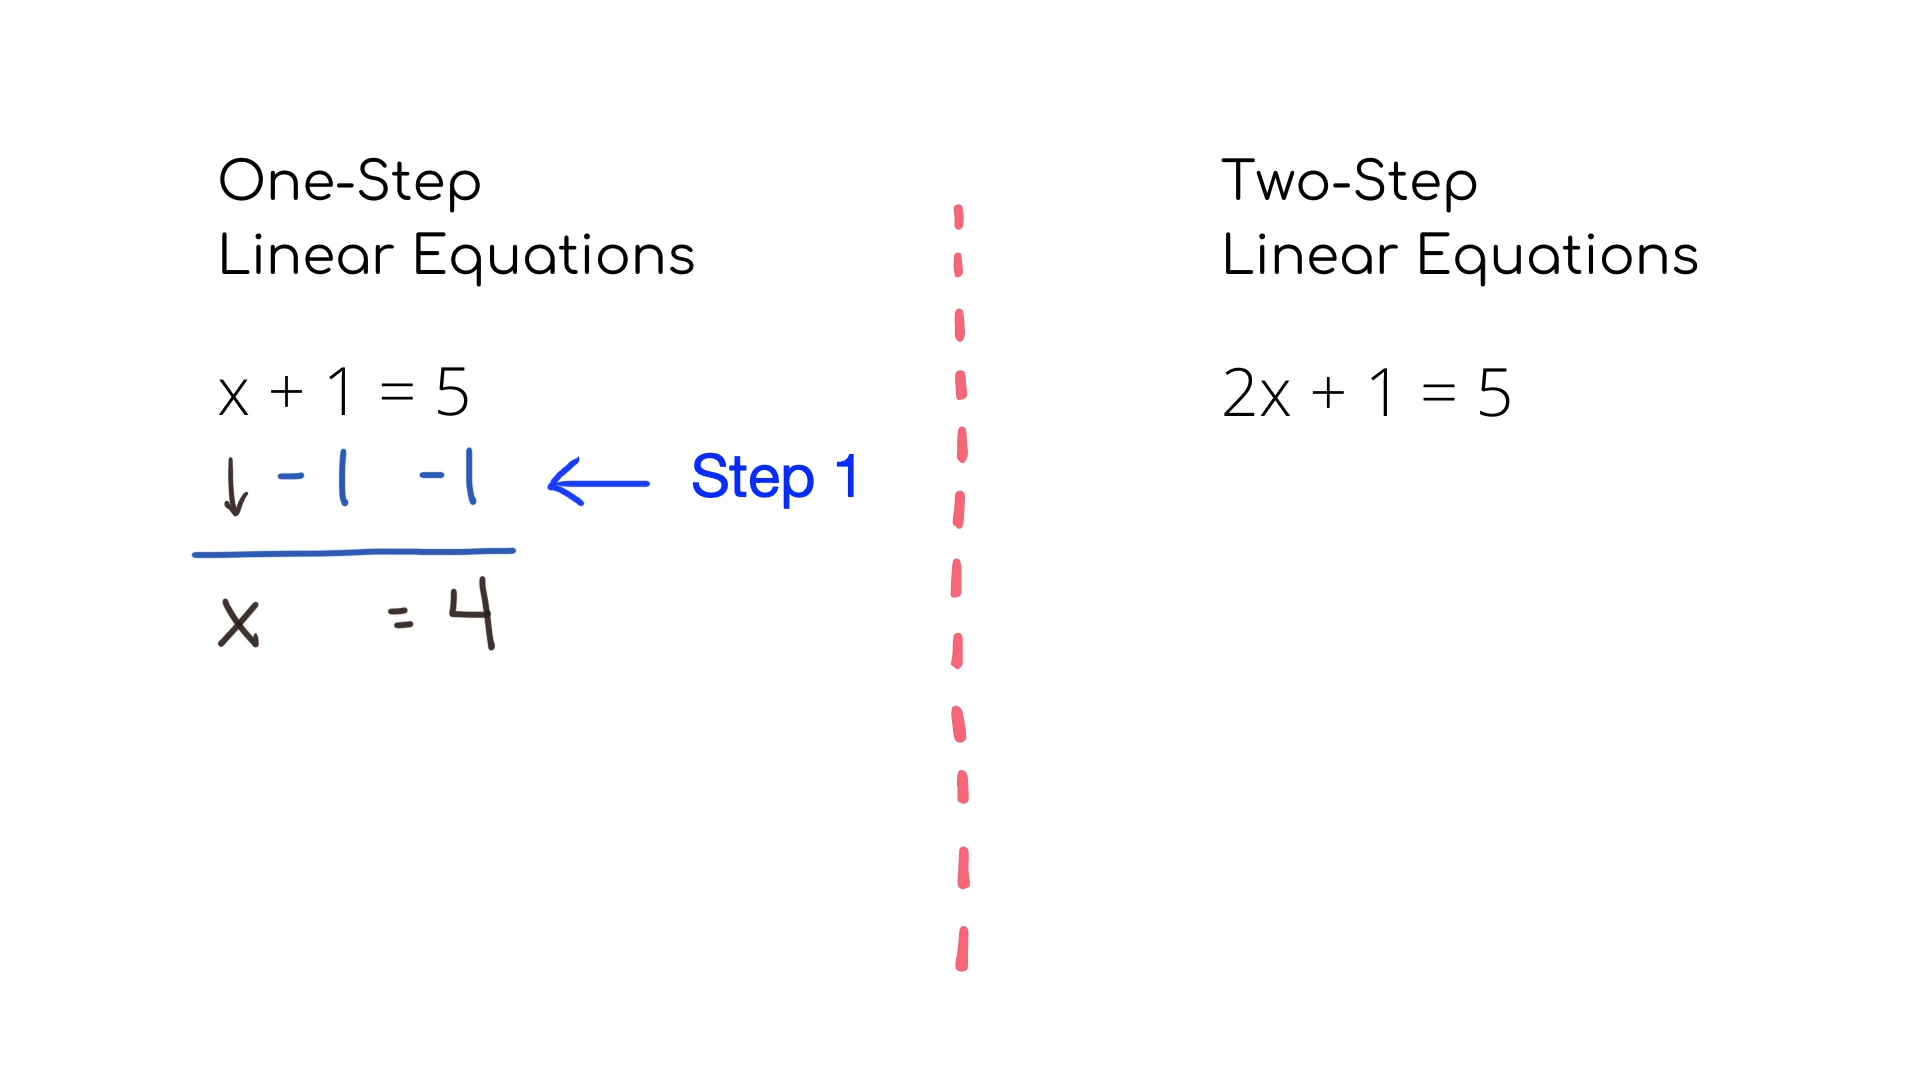 One-Step
Linear Equations
x + 1 = 5
↓ - 1 - 1 ← Step 1
x = 4
Two-Step
Linear Equations
2x + 1 = 5